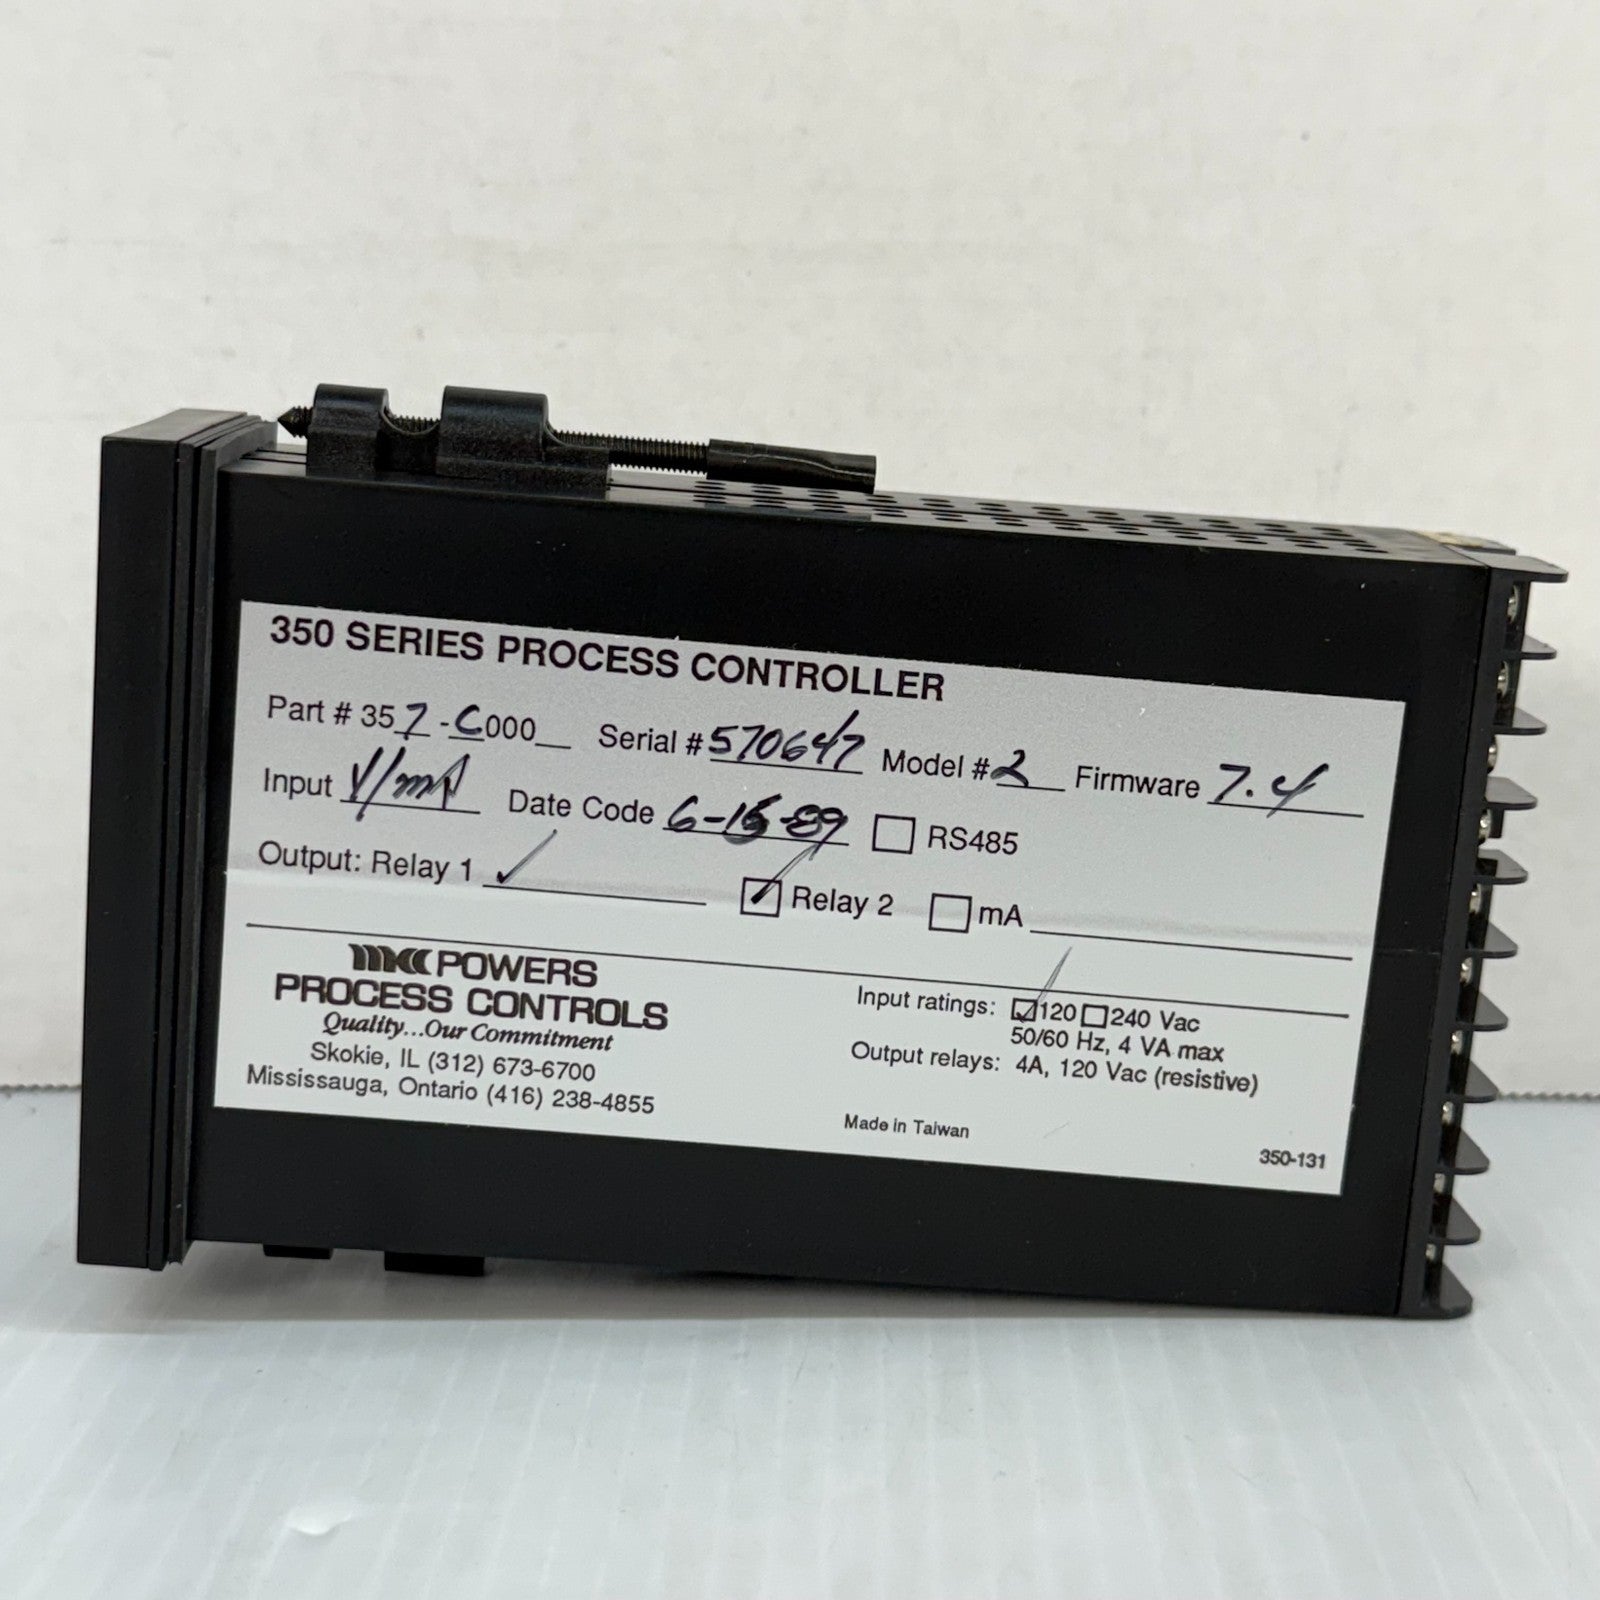 350 SERIES PROCESS CONTROLLER
Part # 357-C000__ Serial # 570647 Model # 2 Firmware 7.4
Input V/mA Date Code 6-15-89 ☐ RS485
Output: Relay 1 ✓ ☑ Relay 2 ☐ mA
POWERS
PROCESS CONTROLS
Quality...Our Commitment
Skokie, IL (312) 673-6700
Mississauga, Ontario (416) 238-4855
Input ratings: ☑ 120 ☐ 240 Vac
50/60 Hz, 4 VA max
Output relays: 4A, 120 Vac (resistive)
Made in Taiwan
350-131